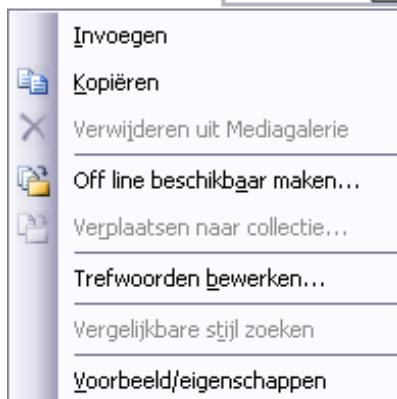 Invoegen
Kopiëren
Verwijderen uit Mediagalerie
Off line beschikbaar maken...
Verplaatsen naar collectie...
Trefwoorden bewerken...
Vergelijkbare stijl zoeken
Voorbeeld/eigenschappen